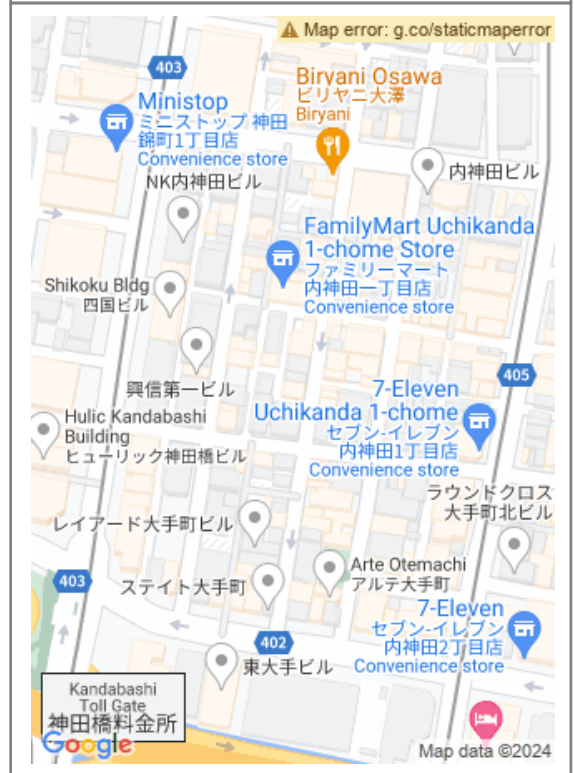 Map error: g.co/staticmaperror
403
Biryani Osawa
ビリヤニ大澤
Biryani
Ministop
ミニストップ 神田
錦町1丁目店
Convenience store
内神田ビル
NK内神田ビル
FamilyMart Uchikanda
1-chome Store
ファミリーマート
内神田一丁目店
Convenience store
Shikoku Bldg
四国ビル
興信第一ビル
405
7-Eleven
Uchikanda 1-chome
セブン-イレブン
内神田1丁目店
Convenience store
Hulic Kandabashi
Building
ヒューリック神田橋ビル
ラウンドクロス
大手町北ビル
レイアード大手町ビル
Arte Otemachi
アルテ大手町
403
ステイト大手町
7-Eleven
セブン-イレブン
内神田2丁目店
Convenience store
402
東大手ビル
Kandabashi
Toll Gate
神田橋料金所
Google
Map data ©2024